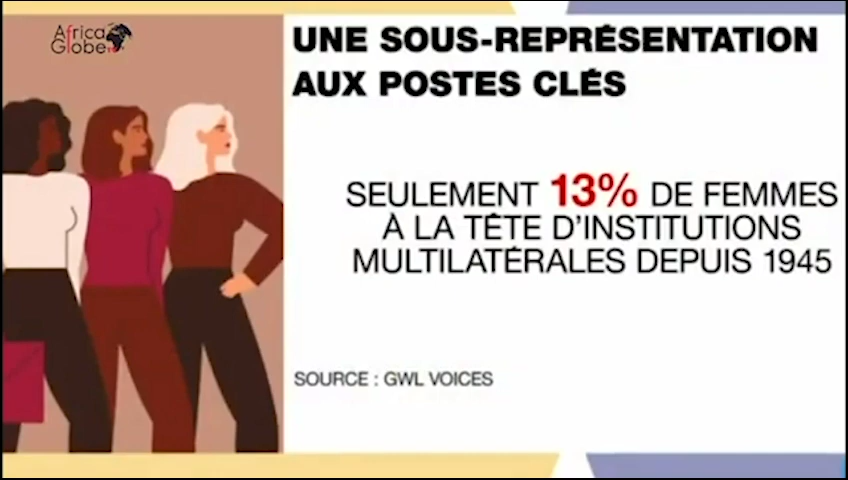 Africa
Globe TV
UNE SOUS-REPRÉSENTATION
AUX POSTES CLÉS
SEULEMENT 13% DE FEMMES
À LA TÊTE D'INSTITUTIONS
MULTILATÉRALES DEPUIS 1945
SOURCE : GWL VOICES